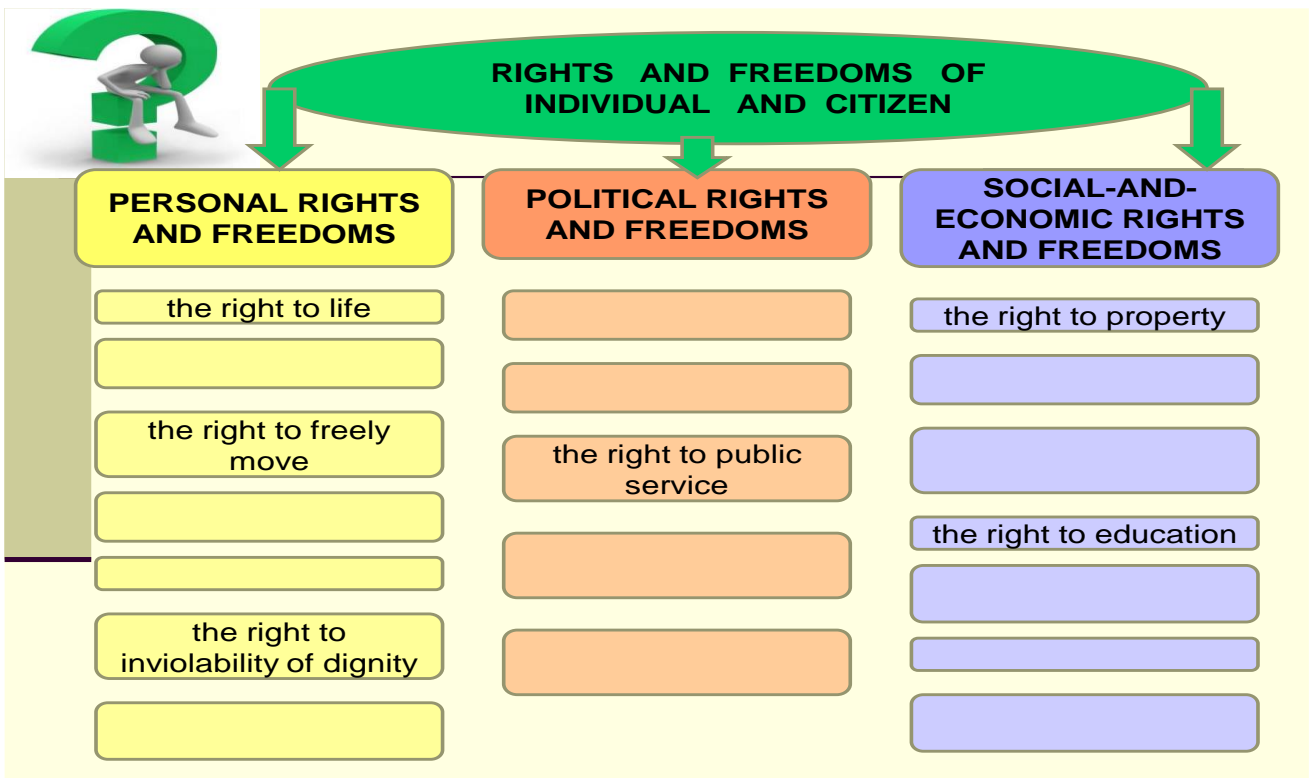 RIGHTS AND FREEDOMS OF
INDIVIDUAL AND CITIZEN
PERSONAL RIGHTS
AND FREEDOMS
the right to life
the right to freely
move
the right to
inviolability of dignity
POLITICAL RIGHTS
AND FREEDOMS
the right to public
service
SOCIAL-AND-
ECONOMIC RIGHTS
AND FREEDOMS
the right to property
the right to education